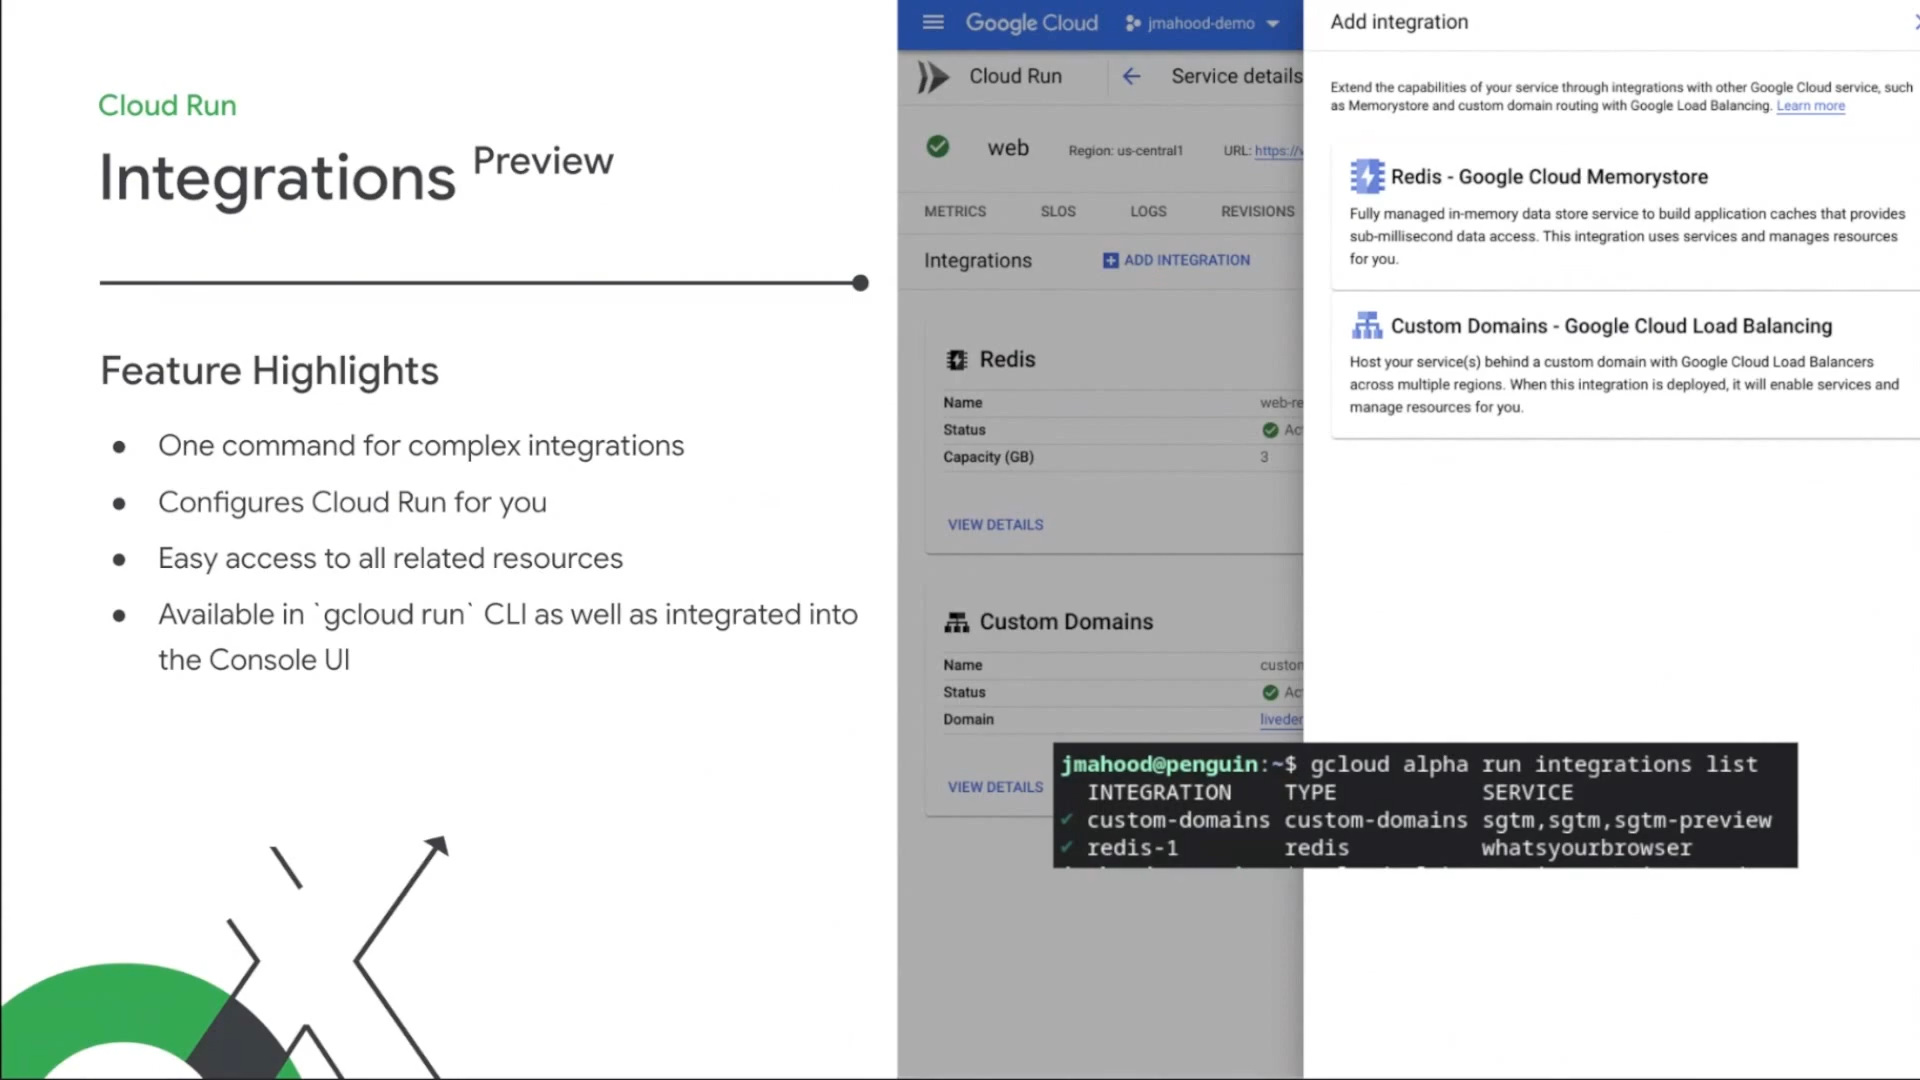 Cloud Run
Integrations Preview
Feature Highlights
● One command for complex integrations
● Configures Cloud Run for you
● Easy access to all related resources
● Available in `gcloud run` CLI as well as integrated into
the Console UI
Google Cloud jmahood-demo
Cloud Run Service details
web Region: us-central1 URL: https://
METRICS SLOS LOGS REVISIONS
Integrations ADD INTEGRATION
Redis
Name web-re
Status Ac
Capacity (GB) 3
VIEW DETAILS
Custom Domains
Name custon
Status Ac
Domain liveder
VIEW DETAILS
Add integration
Extend the capabilities of your service through integrations with other Google Cloud service, such
as Memorystore and custom domain routing with Google Load Balancing. Learn more
Redis - Google Cloud Memorystore
Fully managed in-memory data store service to build application caches that provides
sub-millisecond data access. This integration uses services and manages resources
for you.
Custom Domains - Google Cloud Load Balancing
Host your service(s) behind a custom domain with Google Cloud Load Balancers
across multiple regions. When this integration is deployed, it will enable services and
manage resources for you.
jmahood@penguin:~$ gcloud alpha run integrations list
INTEGRATION TYPE SERVICE
✔ custom-domains custom-domains sgtm,sgtm,sgtm-preview
✔ redis-1 redis whatsyourbrowser